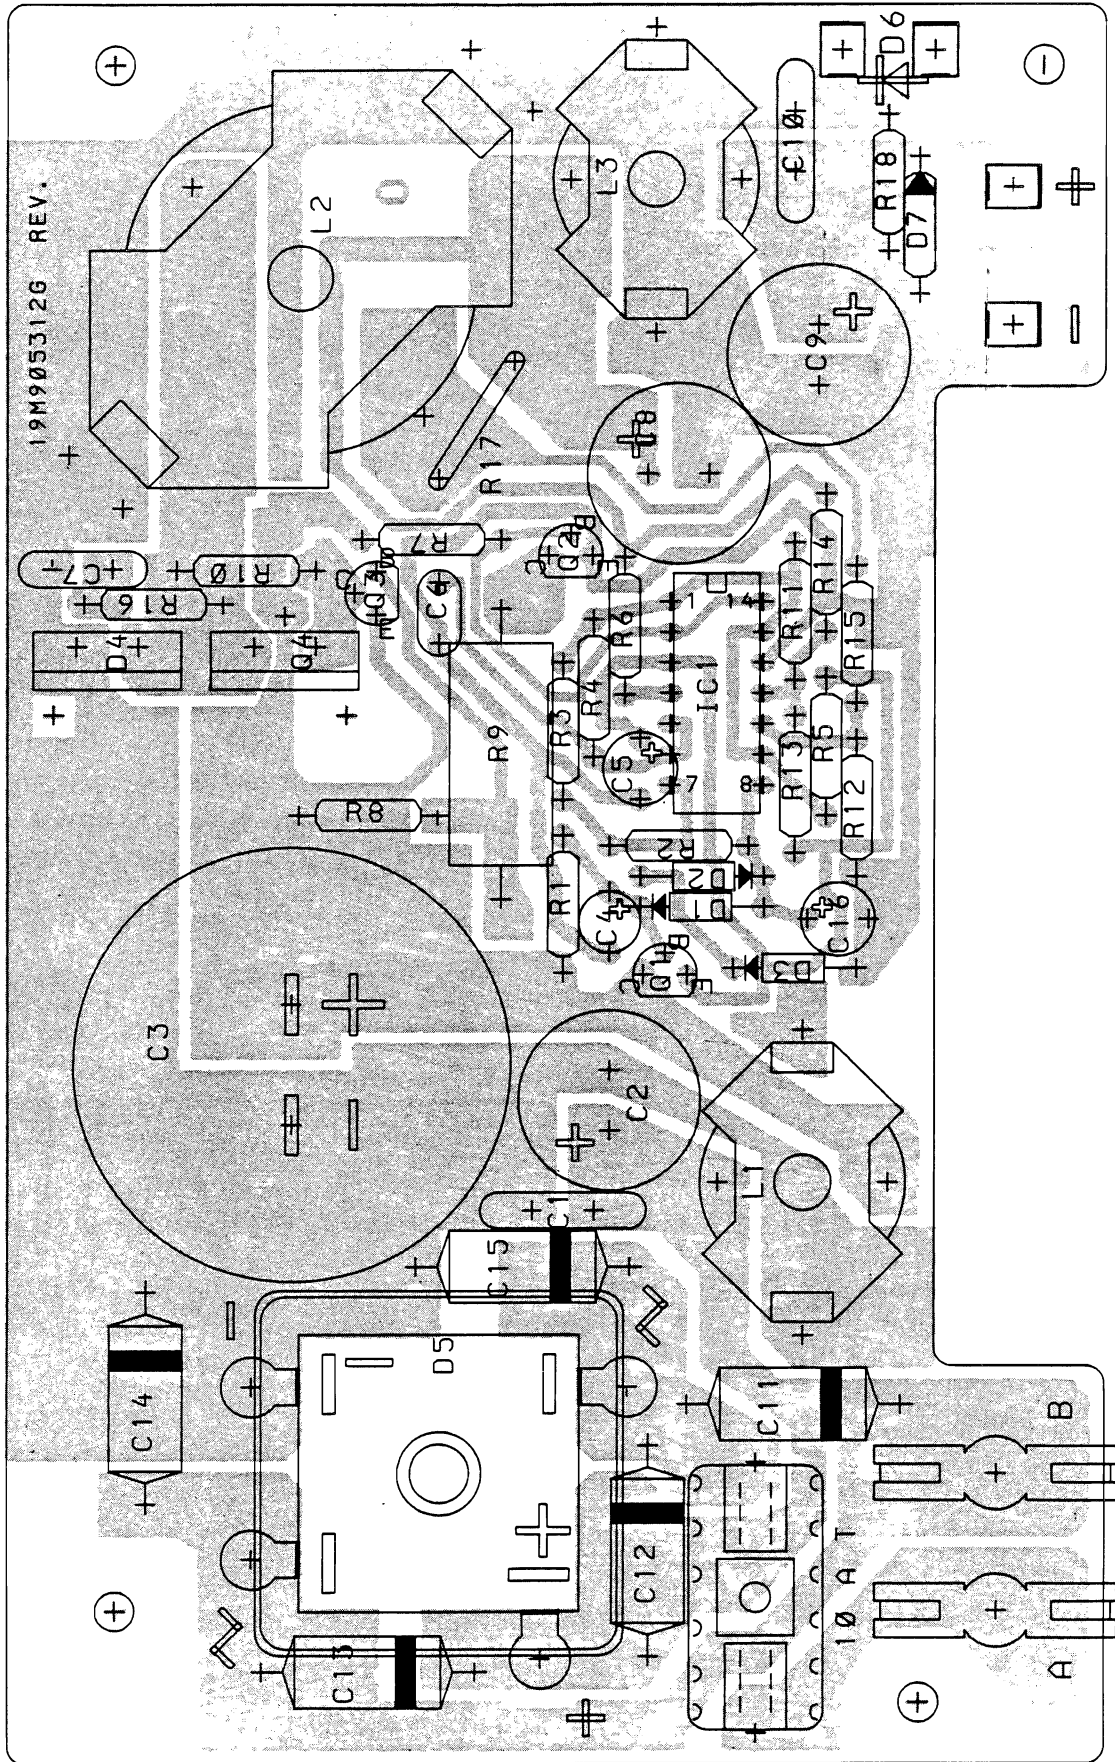 D6
L3
C10
R18
D7
+
-
19M905312G REV.
L2
C9
C8
R17
C7
R10
R16
Q3
C
B
E
R7
C6
Q2
C
B
E
D4
Q4
R9
R3
R4
R6
1
14
IC1
7
8
C5
R11
R14
R15
R13
R5
R12
R8
R2
D2
D1
R1
C4
Q1
C
B
E
D3
C16
C3
+
-
C2
+
L1
C1
C15
D5
C14
C11
B
C12
10 A T
A
C13
+